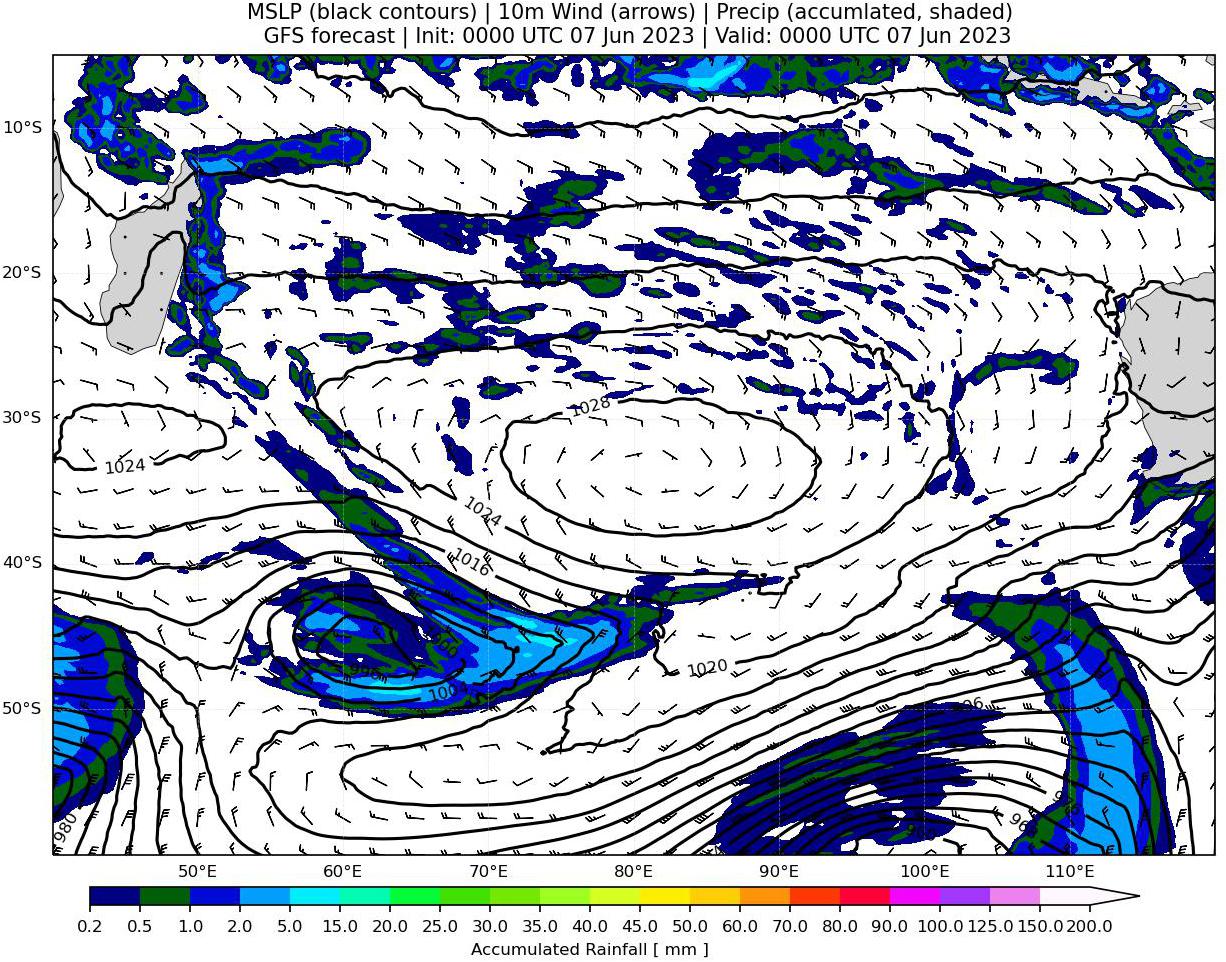 MSLP (black contours) | 10m Wind (arrows) | Precip (accumlated, shaded)
GFS forecast | Init: 0000 UTC 07 Jun 2023 | Valid: 0000 UTC 07 Jun 2023
10°S
20°S
1028
30°S
1024
1024
1016
40°S
1020
1004
50°S
980
960
50°E
60°E
70°E
80°E
90°E
100°E
110°E
0.2 0.5 1.0 2.0 5.0 10.0 15.0 20.0 25.0 30.0 35.0 40.0 45.0 50.0 60.0 70.0 80.0 90.0 100.0 125.0 150.0 200.0
Accumulated Rainfall [ mm ]